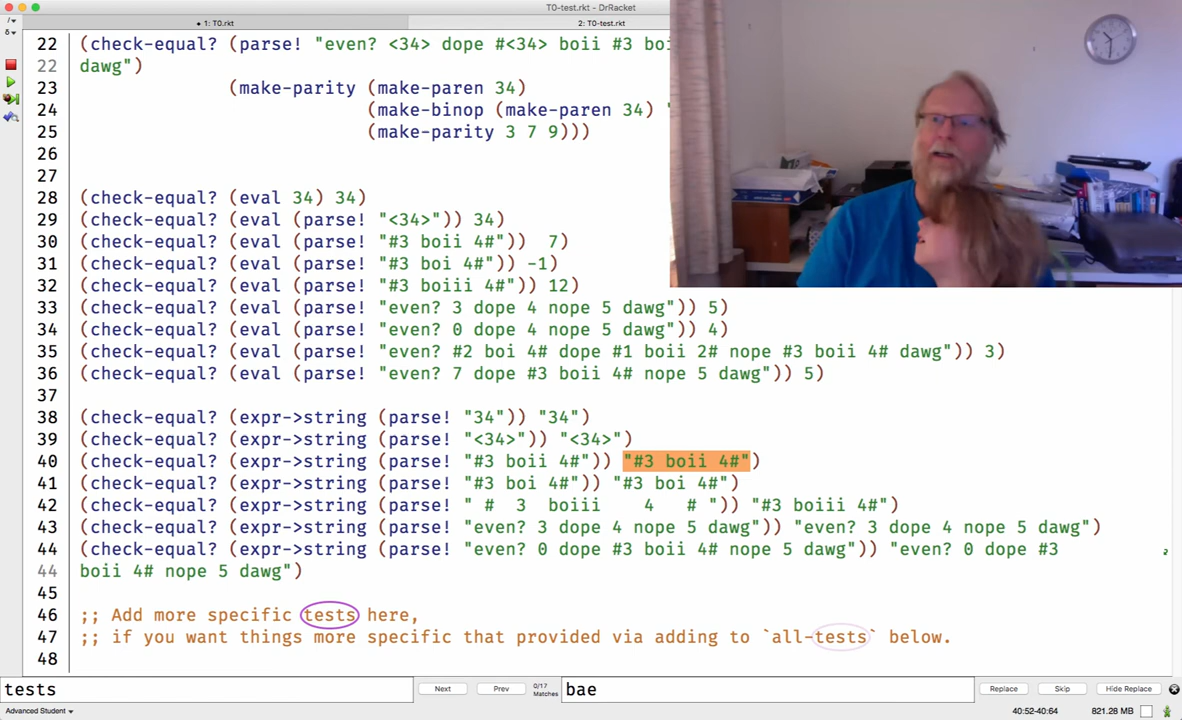 T0-test.rkt - DrRacket
1: T0.rkt
2: T0-test.rkt
22 (check-equal? (parse! "even? <34> dope #<34> boii #3 boi
22 dawg")
23 (make-parity (make-paren 34)
24 (make-binop (make-paren 34) "
25 (make-parity 3 7 9)))
26
27
28 (check-equal? (eval 34) 34)
29 (check-equal? (eval (parse! "<34>")) 34)
30 (check-equal? (eval (parse! "#3 boii 4#")) 7)
31 (check-equal? (eval (parse! "#3 boi 4#")) -1)
32 (check-equal? (eval (parse! "#3 boiii 4#")) 12)
33 (check-equal? (eval (parse! "even? 3 dope 4 nope 5 dawg")) 5)
34 (check-equal? (eval (parse! "even? 0 dope 4 nope 5 dawg")) 4)
35 (check-equal? (eval (parse! "even? #2 boi 4# dope #1 boii 2# nope #3 boii 4# dawg")) 3)
36 (check-equal? (eval (parse! "even? 7 dope #3 boii 4# nope 5 dawg")) 5)
37
38 (check-equal? (expr->string (parse! "34")) "34")
39 (check-equal? (expr->string (parse! "<34>")) "<34>")
40 (check-equal? (expr->string (parse! "#3 boii 4#")) "#3 boii 4#")
41 (check-equal? (expr->string (parse! "#3 boi 4#")) "#3 boi 4#")
42 (check-equal? (expr->string (parse! " #  3  boiii    4   # ")) "#3 boiii 4#")
43 (check-equal? (expr->string (parse! "even? 3 dope 4 nope 5 dawg")) "even? 3 dope 4 nope 5 dawg")
44 (check-equal? (expr->string (parse! "even? 0 dope #3 boii 4# nope 5 dawg")) "even? 0 dope #3
44 boii 4# nope 5 dawg")
45
46 ;; Add more specific tests here,
47 ;; if you want things more specific that provided via adding to `all-tests` below.
48
tests
Next
Prev
0/17
Matches
bae
Replace
Skip
Hide Replace
Advanced Student
40:52-40:64
821.28 MB